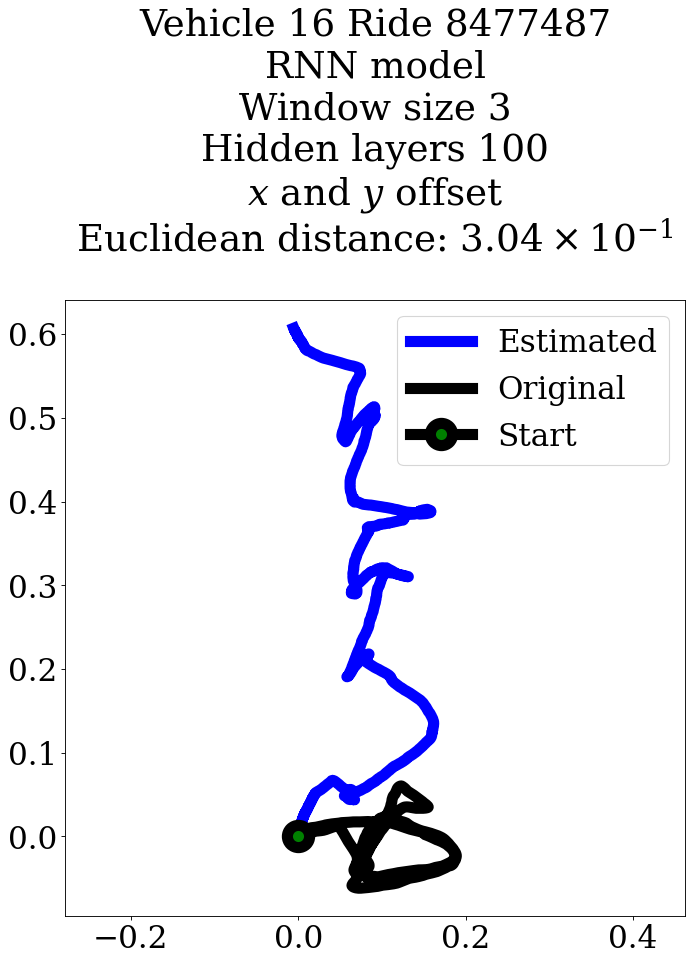 Vehicle 16 Ride 8477487
RNN model
Window size 3
Hidden layers 100
x and y offset
Euclidean distance: 3.04 × 10⁻¹
Estimated
Original
Start
0.6
0.5
0.4
0.3
0.2
0.1
0.0
−0.2 0.0 0.2 0.4